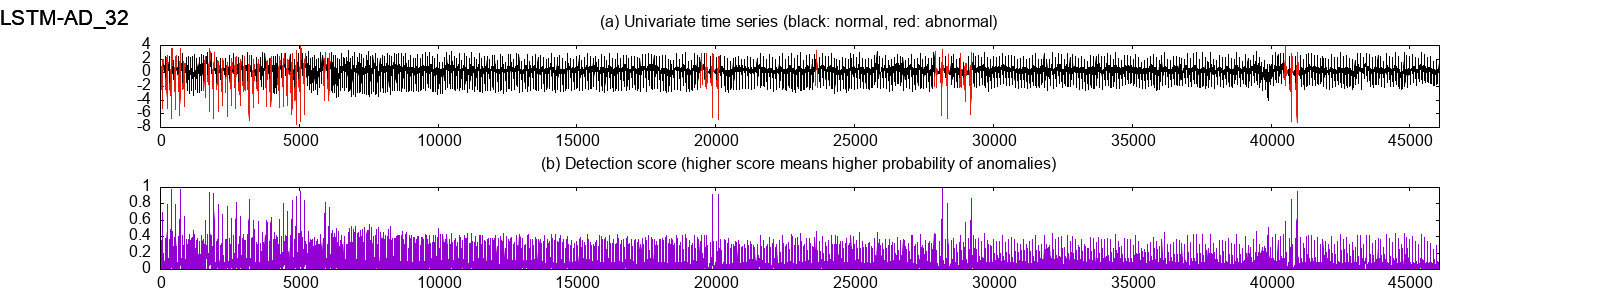 LSTM-AD_32
(a) Univariate time series (black: normal, red: abnormal)
4
2
0
-2
-4
-6
-8
0 5000 10000 15000 20000 25000 30000 35000 40000 45000
(b) Detection score (higher score means higher probability of anomalies)
1
0.8
0.6
0.4
0.2
0
0 5000 10000 15000 20000 25000 30000 35000 40000 45000